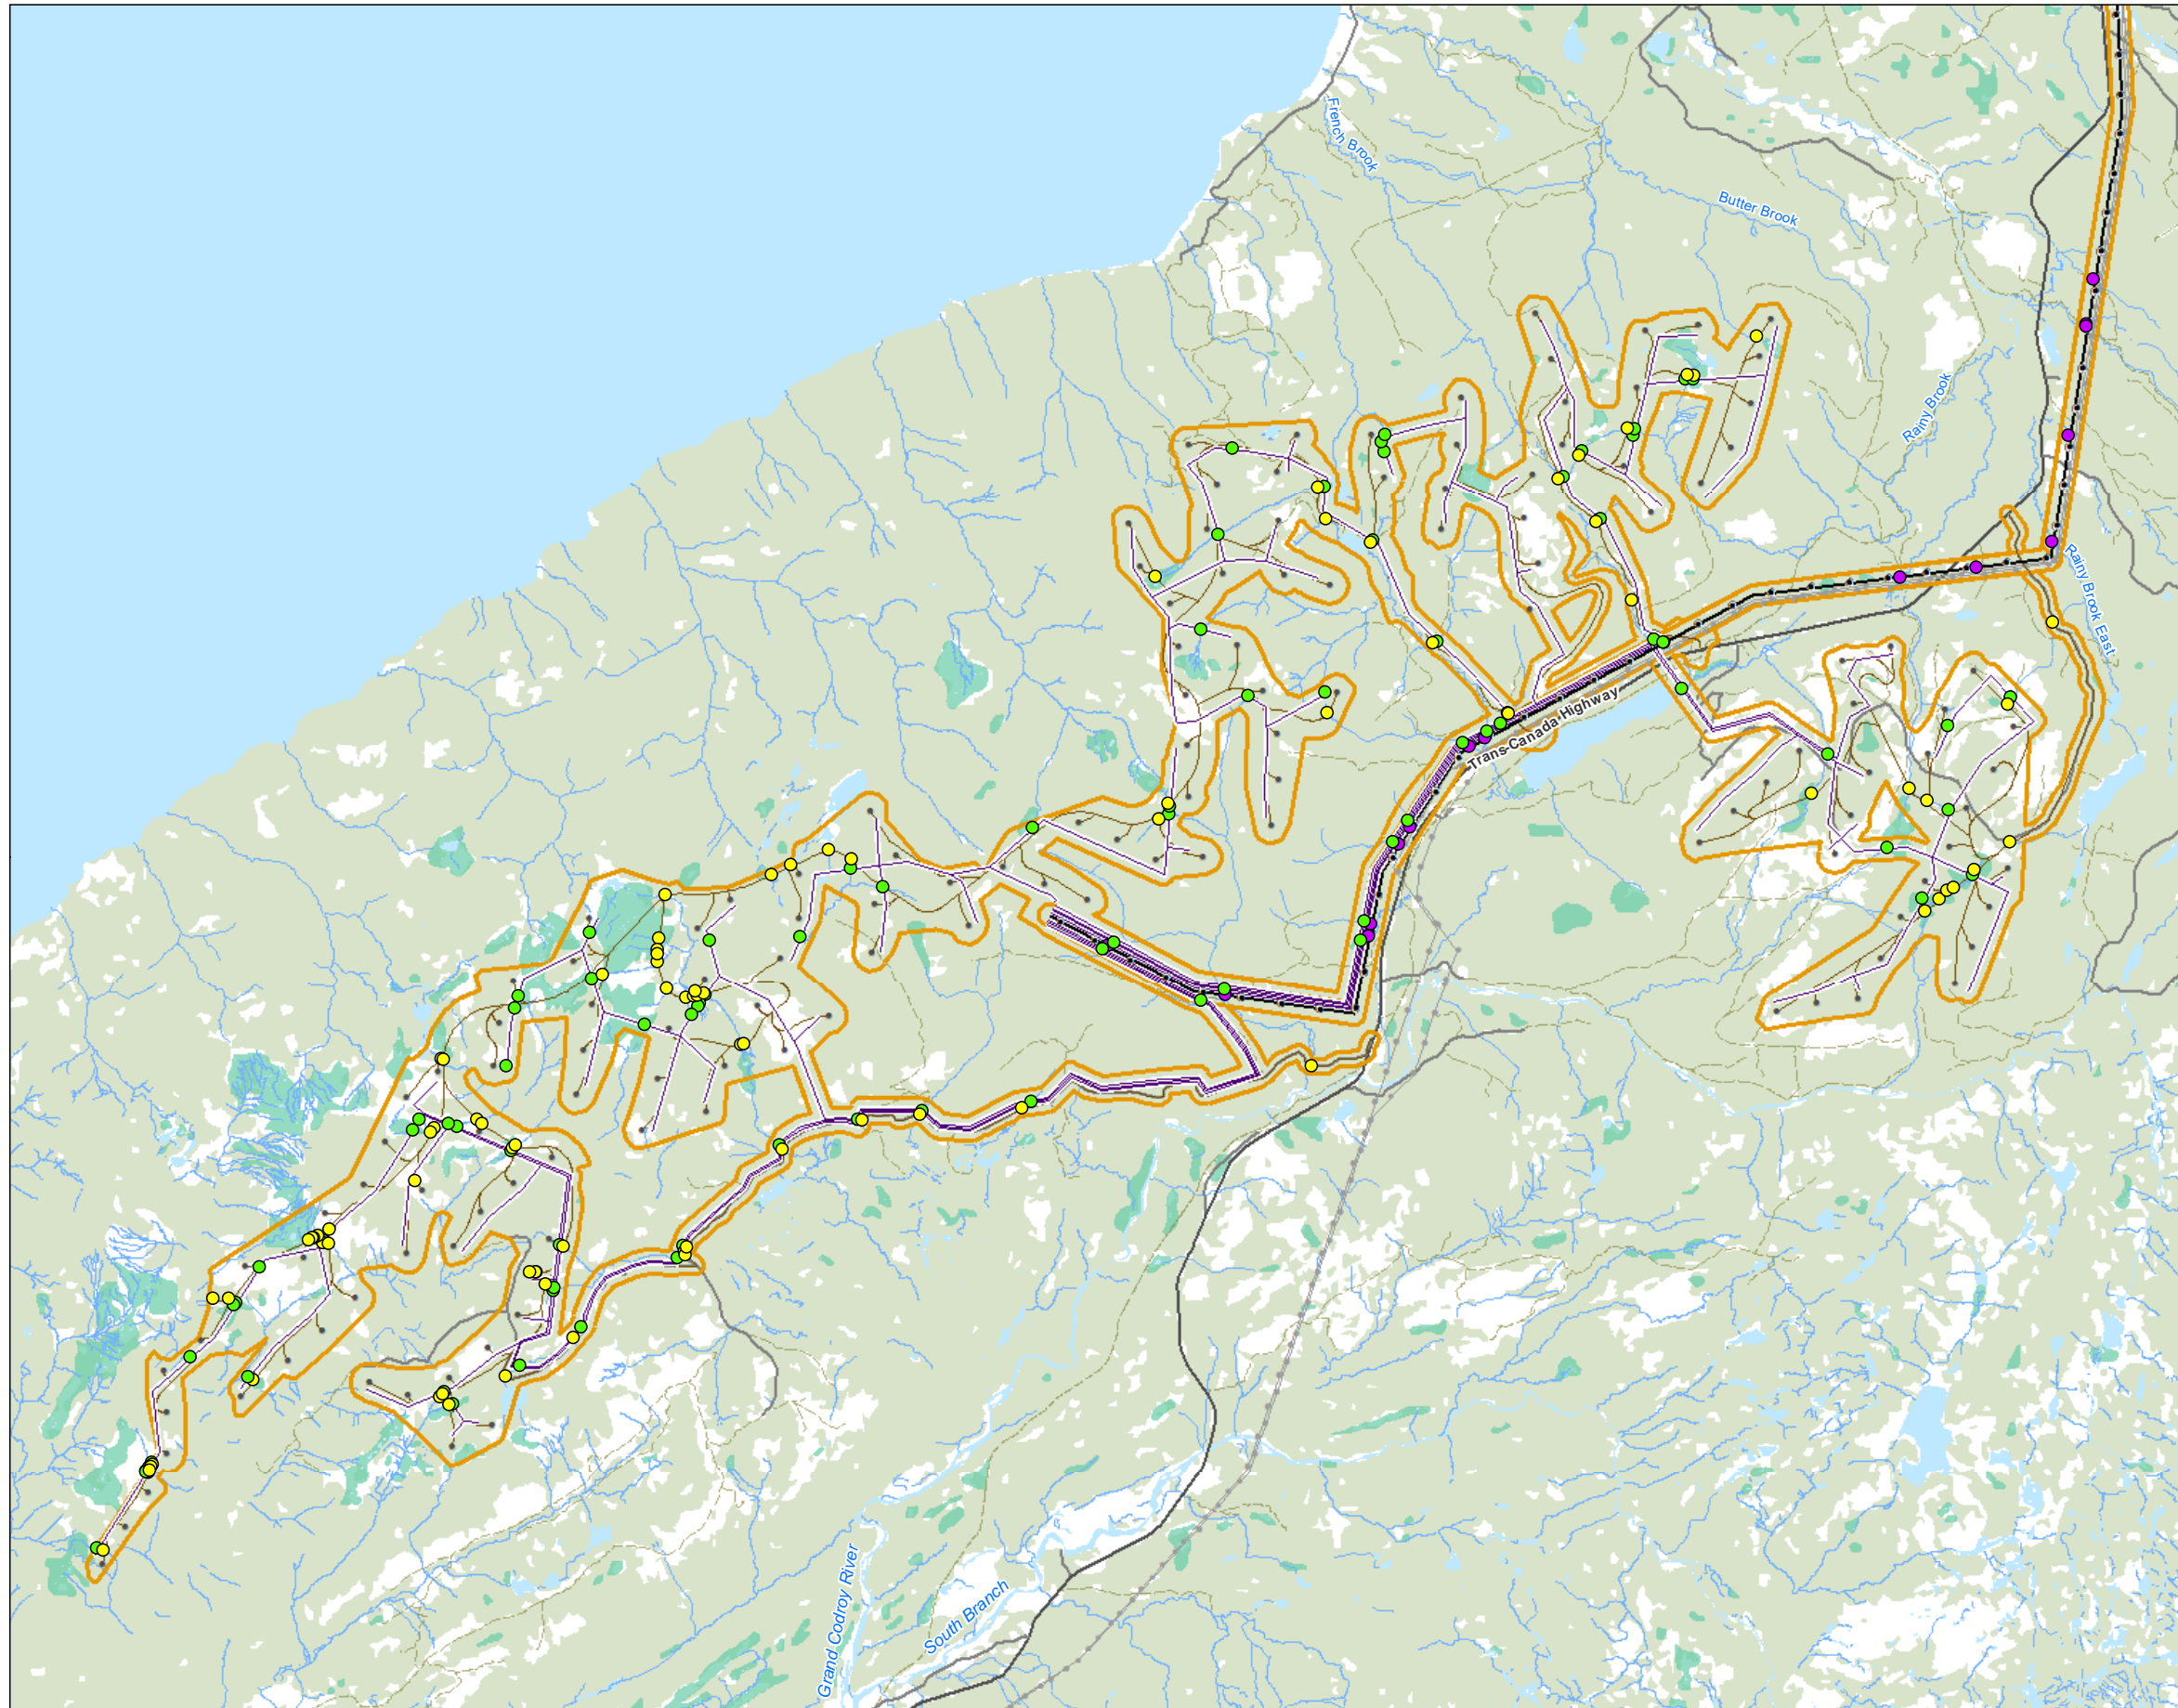 French Brook
Butter Brook
Rainy Brook
Rainy Brook East
Trans-Canada Highway
Grand Codroy River
South Branch